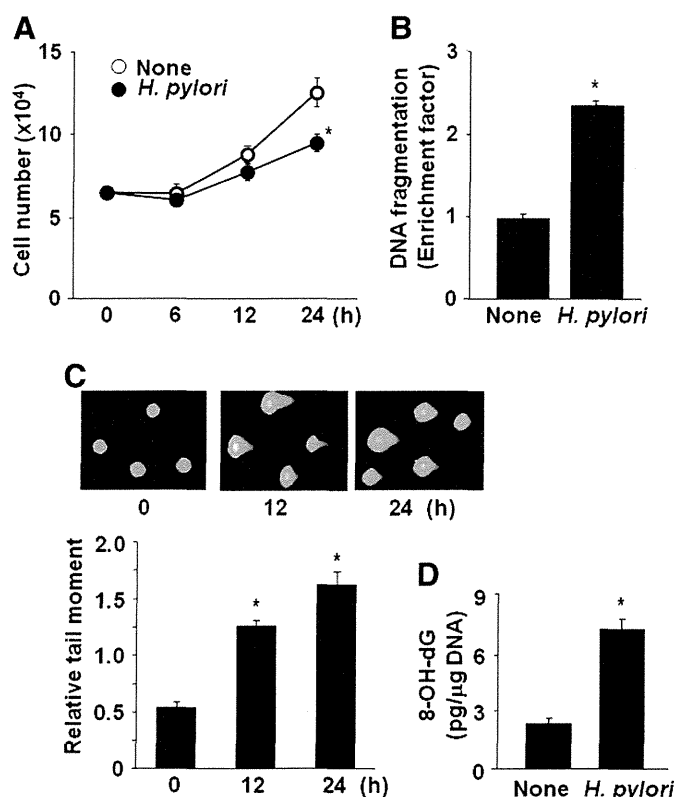 A
Cell number (x10⁴)
15
10
5
0
None
H. pylori
*
0 6 12 24 (h)
B
DNA fragmentation
(Enrichment factor)
3
2
1
0
*
None H. pylori
C
0 12 24 (h)
Relative tail moment
2.0
1.5
1.0
0.5
0
*
*
0 12 24 (h)
D
8-OH-dG
(pg/μg DNA)
9
6
3
0
*
None H. pylori